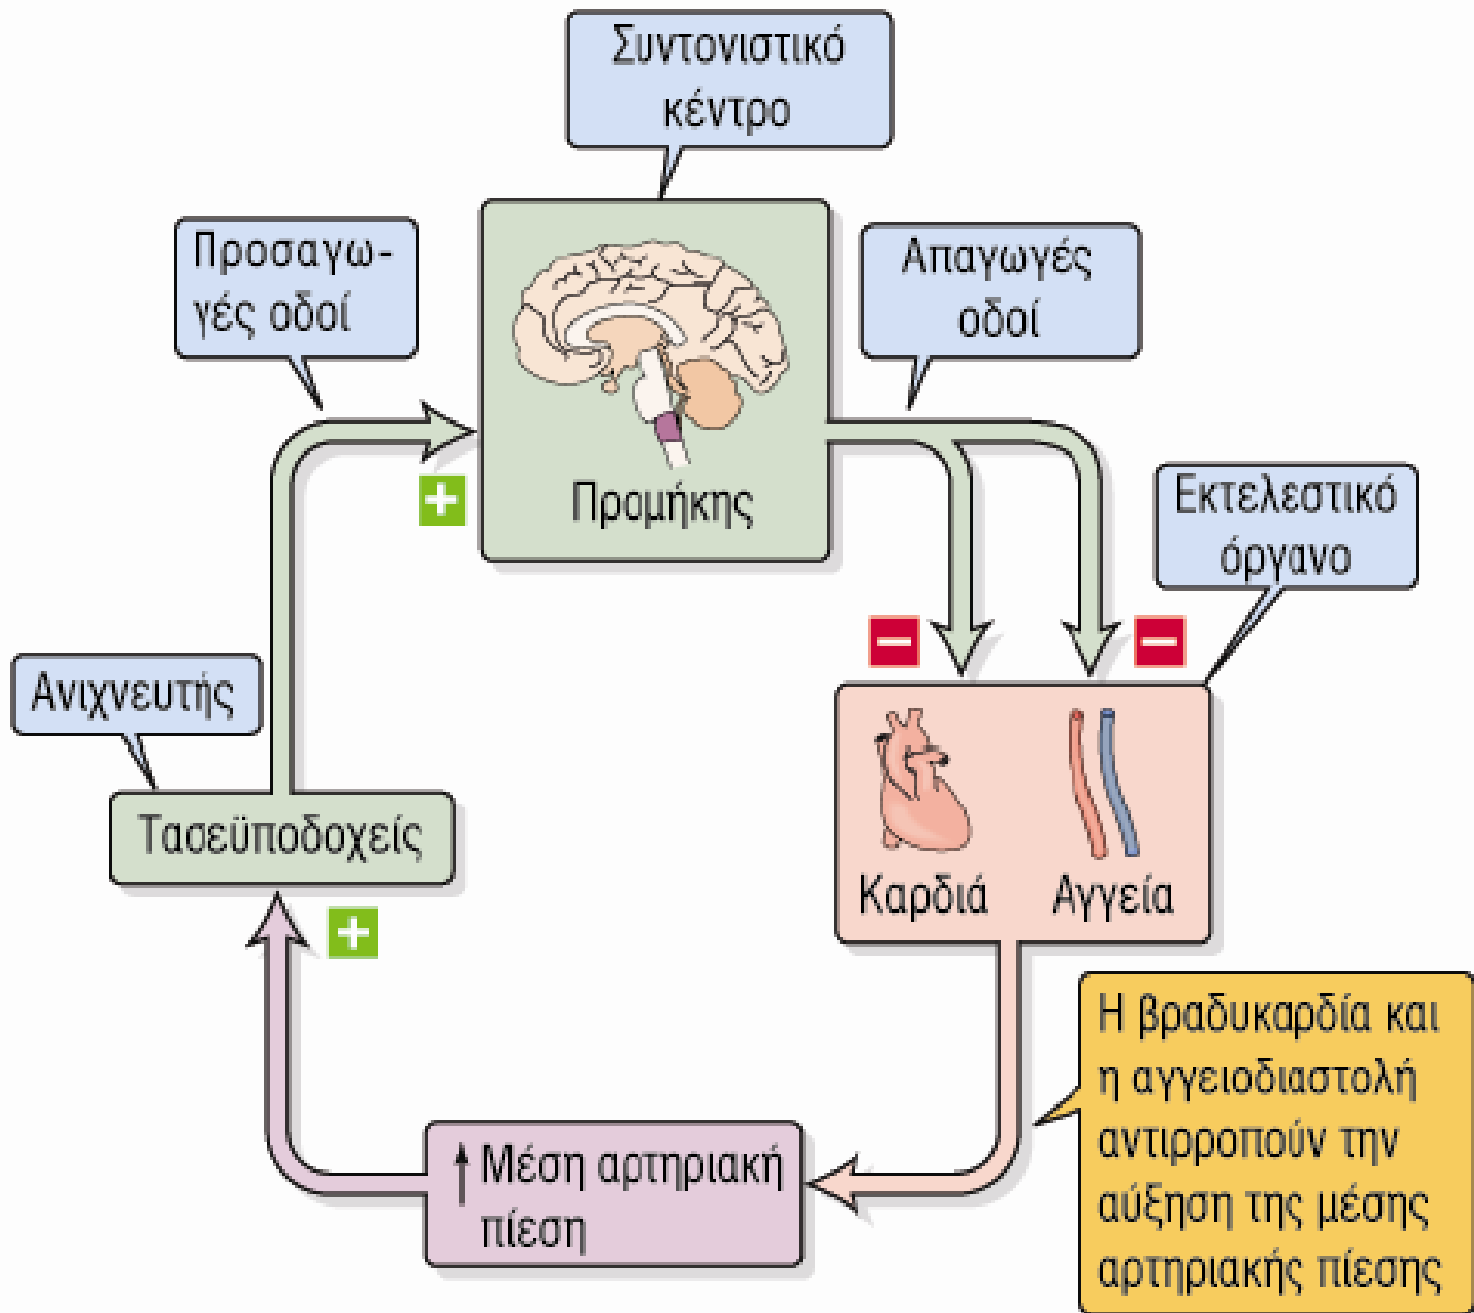 Συντονιστικό
κέντρο
Προσαγω-
γές οδοί
Απαγωγές
οδοί
Προμήκης
Εκτελεστικό
όργανο
Ανιχνευτής
Τασεϋποδοχείς
Καρδιά
Αγγεία
Η βραδυκαρδία και
η αγγειοδιαστολή
αντιρροπούν την
αύξηση της μέσης
αρτηριακής πίεσης
↑ Μέση αρτηριακή
πίεση